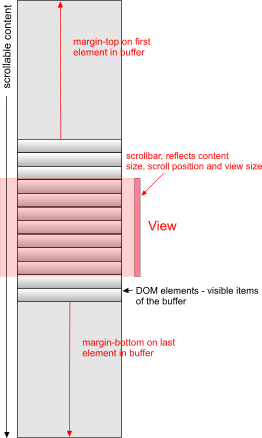 scrollable content
margin-top on first
element in buffer
scrollbar, reflects content
size, scroll position and view size
View
DOM elements - visible items
of the buffer
margin-bottom on last
element in buffer